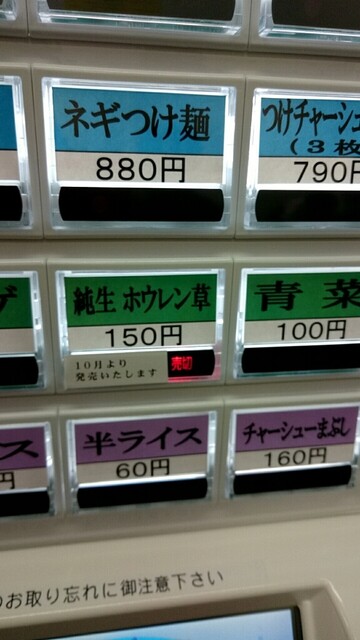 ネギつけ麺
880円
つけチャーシュ
(3枚
790円
ゲ
純生 ホウレン草
150円
10月より
発売いたします
売切
青菜
100円
ス
円
半ライス
60円
チャーシューまぶし
160円
のお取り忘れに御注意下さい